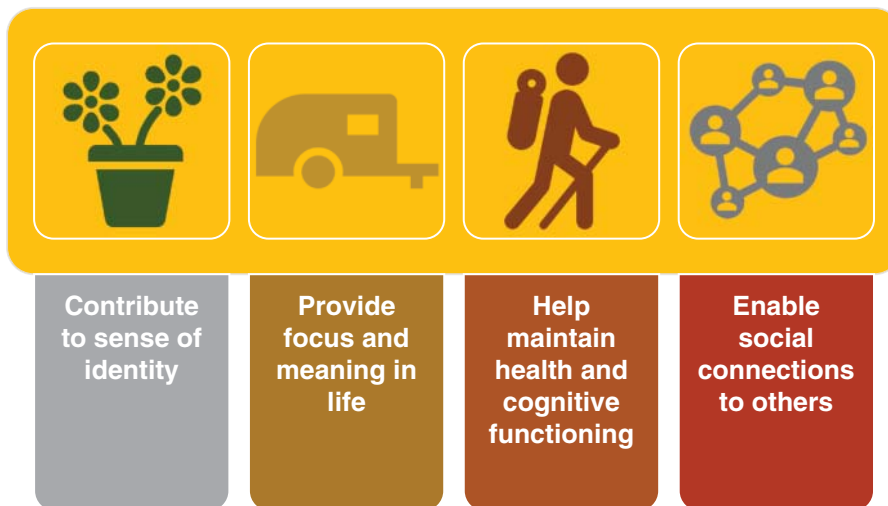 Contribute
to sense of
identity
Provide
focus and
meaning in
life
Help
maintain
health and
cognitive
functioning
Enable
social
connections
to others